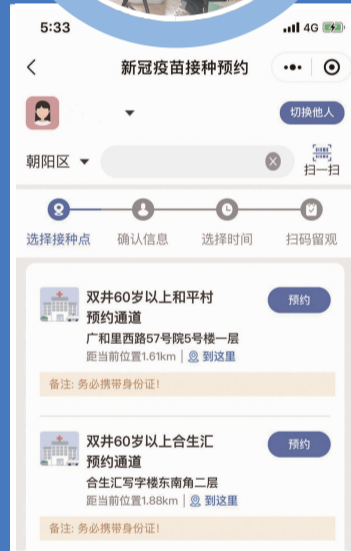 5:33
4G
新冠疫苗接种预约
切换他人
朝阳区
扫一扫
选择接种点 确认信息 选择时间 扫码留观
双井60岁以上和平村
预约通道
预约
广和里西路57号院5号楼一层
距当前位置1.61km | 到这里
备注: 务必携带身份证!
双井60岁以上合生汇
预约通道
预约
合生汇写字楼东南角二层
距当前位置1.88km | 到这里
备注: 务必携带身份证!